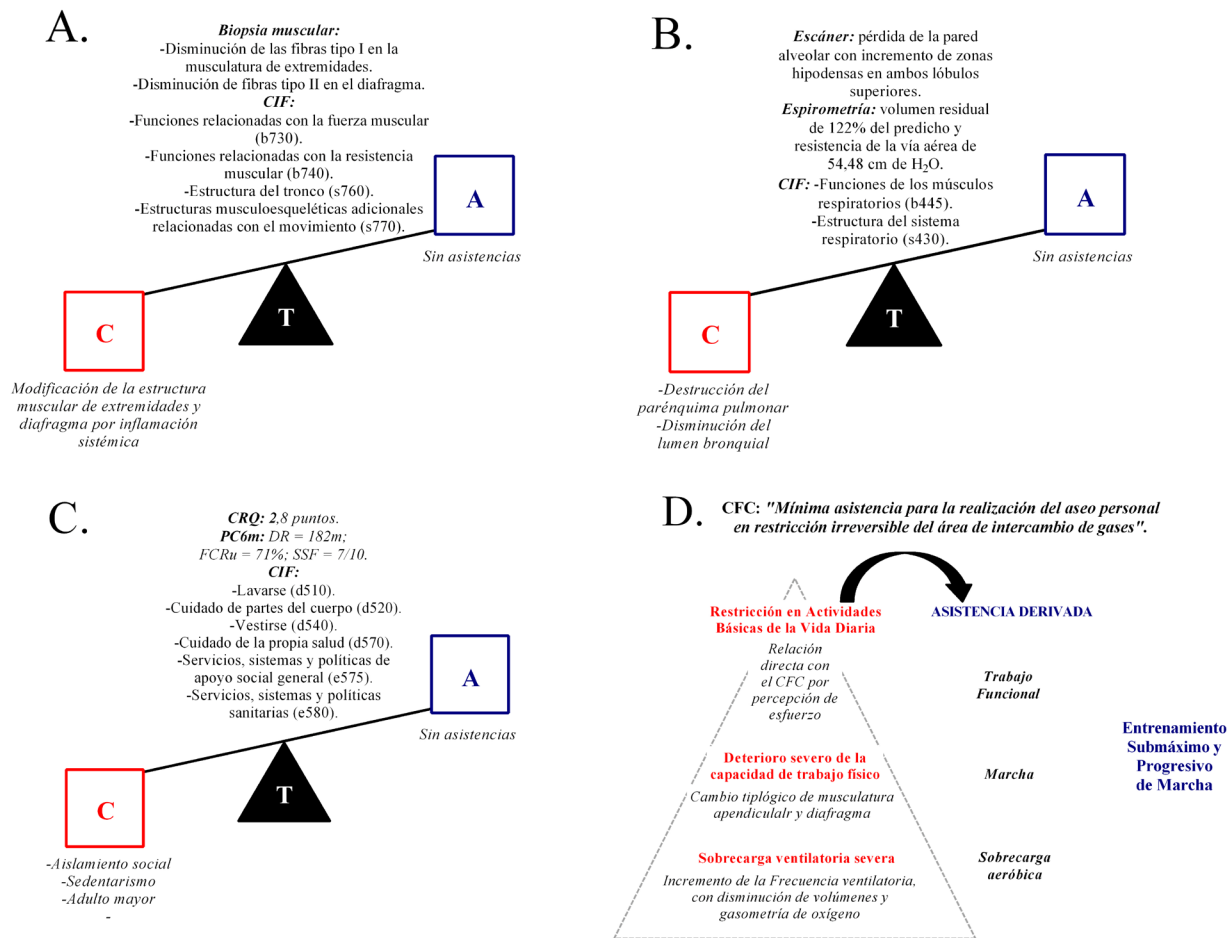 A.
Biopsia muscular:
-Disminución de las fibras tipo I en la
musculatura de extremidades.
-Disminución de fibras tipo II en el diafragma.
CIF:
-Funciones relacionadas con la fuerza muscular
(b730).
-Funciones relacionadas con la resistencia
muscular (b740).
-Estructura del tronco (s760).
-Estructuras musculoesqueléticas adicionales
relacionadas con el movimiento (s770).
A
Sin asistencias
T
C
Modificación de la estructura
muscular de extremidades y
diafragma por inflamación
sistémica
B.
Escáner: pérdida de la pared
alveolar con incremento de zonas
hipodensas en ambos lóbulos
superiores.
Espirometría: volumen residual
de 122% del predicho y
resistencia de la vía aérea de
54,48 cm de H₂O.
CIF: -Funciones de los músculos
respiratorios (b445).
-Estructura del sistema
respiratorio (s430).
A
Sin asistencias
T
C
-Destrucción del
parénquima pulmonar
-Disminución del
lumen bronquial
C.
CRQ: 2,8 puntos.
PC6m: DR = 182m;
FCRu = 71%; SSF = 7/10.
CIF:
-Lavarse (d510).
-Cuidado de partes del cuerpo (d520).
-Vestirse (d540).
-Cuidado de la propia salud (d570).
-Servicios, sistemas y políticas de
apoyo social general (e575).
-Servicios, sistemas y políticas
sanitarias (e580).
A
Sin asistencias
T
C
-Aislamiento social
-Sedentarismo
-Adulto mayor
-
D.
CFC: "Mínima asistencia para la realización del aseo personal
en restricción irreversible del área de intercambio de gases".
Restricción en Actividades
Básicas de la Vida Diaria
Relación
directa con
el CFC por
percepción de
esfuerzo
ASISTENCIA DERIVADA
Trabajo
Funcional
Deterioro severo de la
capacidad de trabajo físico
Cambio tiplógico de musculatura
apendiculalr y diafragma
Marcha
Entrenamiento
Submáximo y
Progresivo
de Marcha
Sobrecarga ventilatoria severa
Incremento de la Frecuencia ventilatoria,
con disminución de volúmenes y
gasometría de oxígeno
Sobrecarga
aeróbica